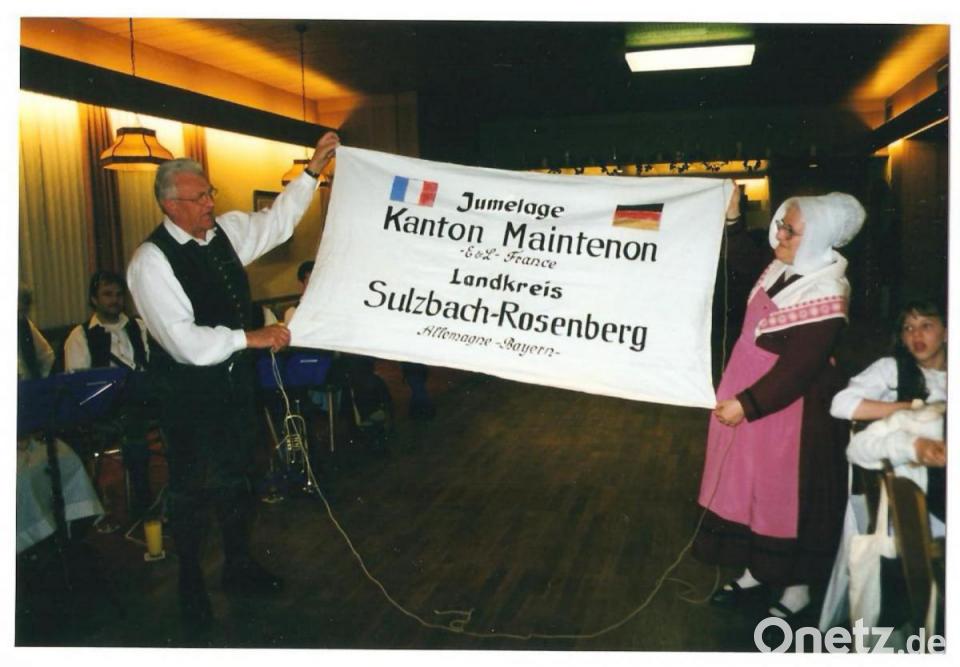 Jumelage
Kanton Maintenon
-E&L- France
Landkreis
Sulzbach-Rosenberg
Allemagne -Bayern-
Onetz.de